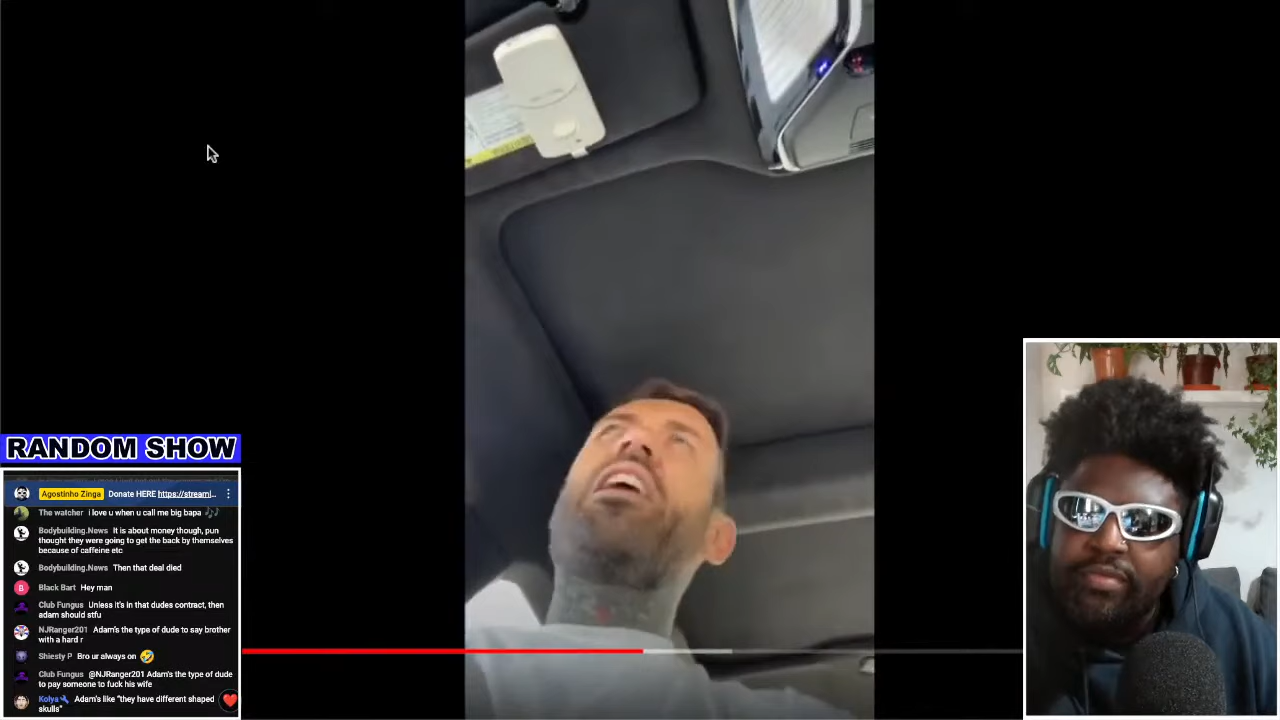 RANDOM SHOW
Agostinho Zinga Donate HERE https://streaml...
The watcher i love u when u call me big bapa 🎶
Bodybuilding.News It is about money though, pun
thought they were going to get the back by themselves
because of caffeine etc
Bodybuilding.News Then that deal died
B Black Bart Hey man
Club Fungus Unless it's in that dudes contract, then
adam should stfu
NJRanger201 Adam's the type of dude to say brother
with a hard r
Shiesty P Bro ur always on 🤣
Club Fungus @NJRanger201 Adam's the type of dude
to pay someone to fuck his wife
Kolya🔧 Adam's like "they have different shaped
skulls"